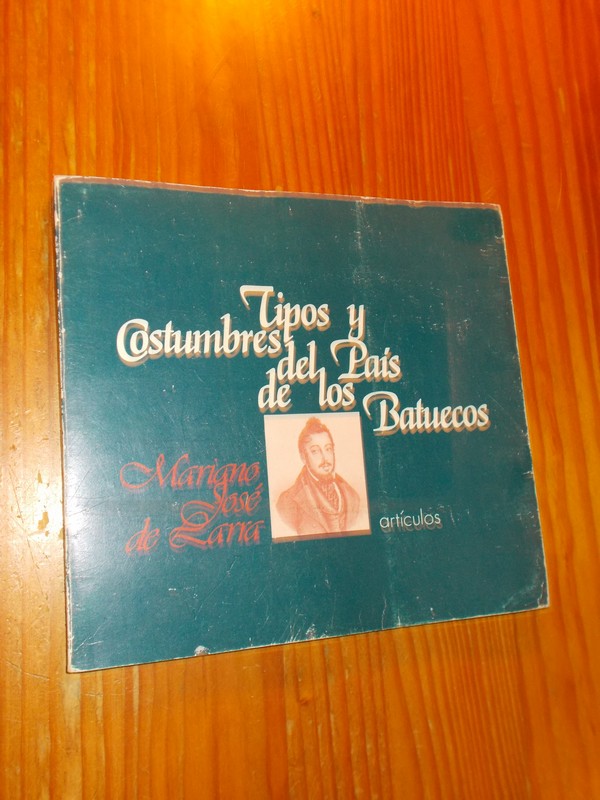 Tipos y
Costumbres
del País
de los
Batuecos
Mariano
José
de Larra
artículos